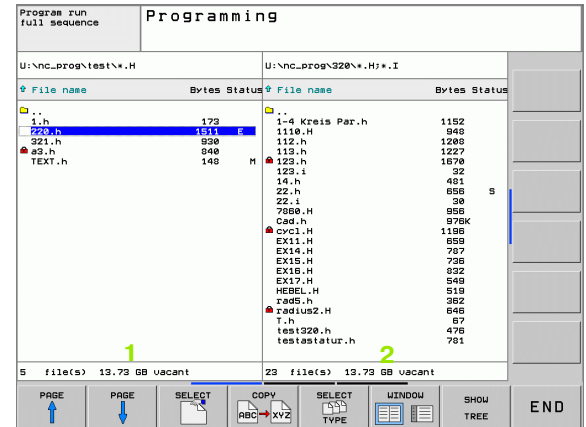 Program run
full sequence
Programming
U:\nc_prog\test\*.H
U:\nc_prog\320\*.H;*.I
File name Bytes Status
File name Bytes Status
..
1.h 173
220.h 1511 E
321.h 930
a3.h 840
TEXT.h 148 M
..
1-4 Kreis Par.h 1152
1110.H 948
112.h 1208
113.h 1227
123.h 1670
123.i 32
14.h 481
22.h 656 S
22.i 30
7860.H 956
Cad.h 976K
cycl.H 1196
EX11.H 659
EX14.H 787
EX15.H 736
EX16.H 832
EX17.H 549
HEBEL.H 519
rad5.h 362
radius2.H 646
T.h 67
test320.h 476
testastatur.h 781
1
2
5 file(s) 13.73 GB vacant
23 file(s) 13.73 GB vacant
PAGE
PAGE
SELECT
COPY
ABC XYZ
SELECT
TYPE
WINDOW
SHOW
TREE
END